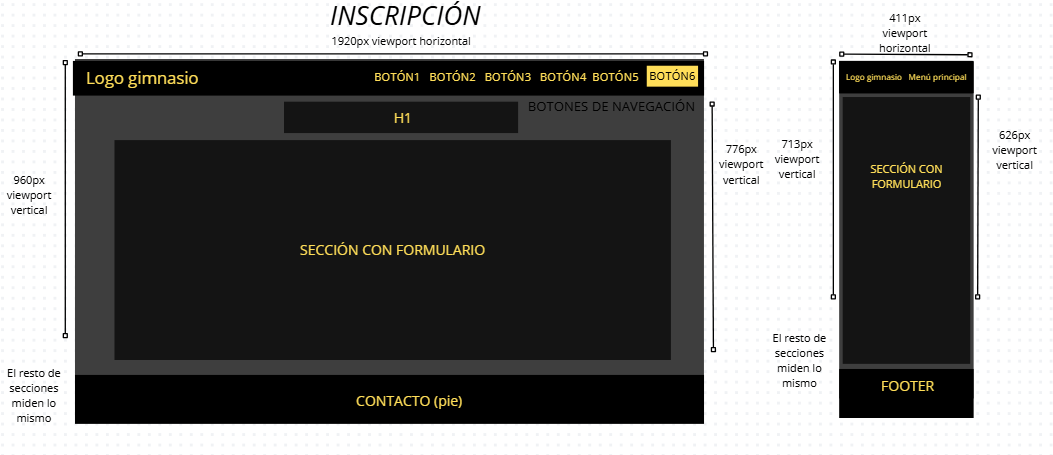 INSCRIPCIÓN
1920px viewport horizontal
Logo gimnasio
BOTÓN1 BOTÓN2 BOTÓN3 BOTÓN4 BOTÓN5 BOTÓN6
BOTONES DE NAVEGACIÓN
H1
960px
viewport
vertical
SECCIÓN CON FORMULARIO
776px
viewport
vertical
El resto de
secciones
miden lo
mismo
CONTACTO (pie)
411px
viewport
horizontal
Logo gimnasio Menú principal
713px
viewport
vertical
SECCIÓN CON
FORMULARIO
626px
viewport
vertical
El resto de
secciones
miden lo
mismo
FOOTER